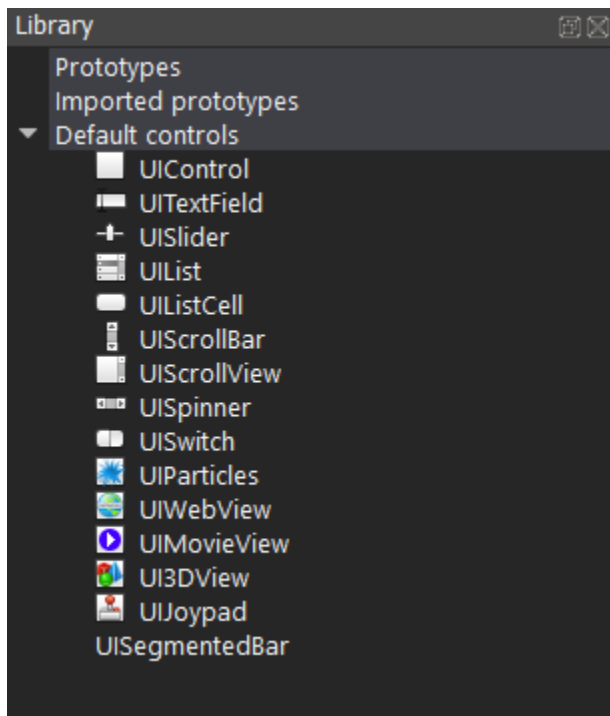 Library
Prototypes
Imported prototypes
Default controls
UIControl
UITextField
UISlider
UIList
UIListCell
UIScrollBar
UIScrollView
UISpinner
UISwitch
UIParticles
UIWebView
UIMovieView
UI3DView
UIJoypad
UISegmentedBar